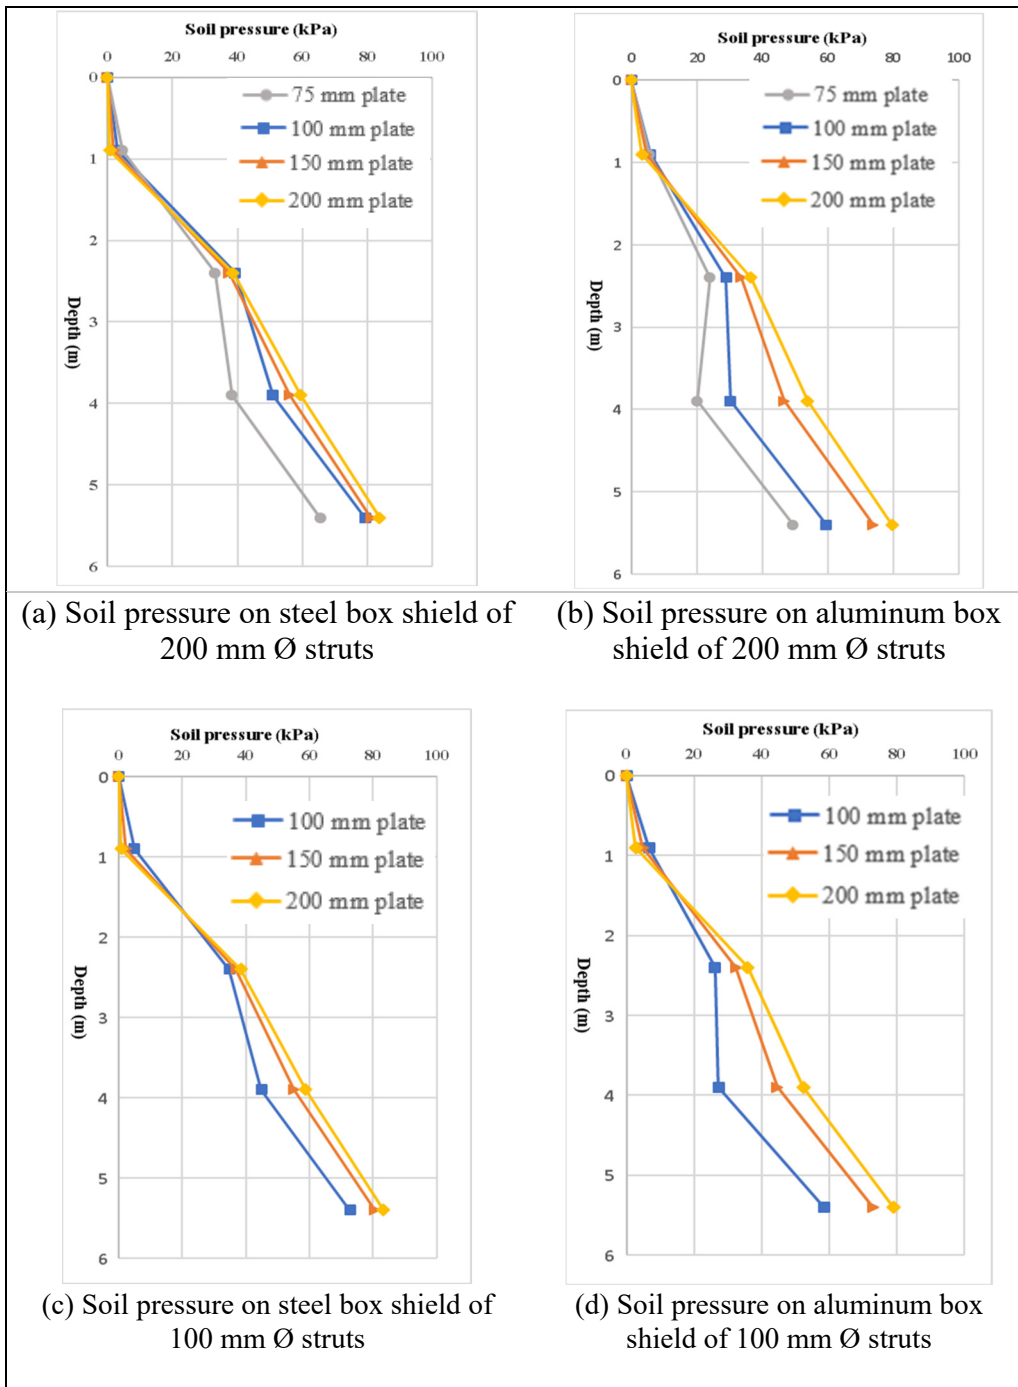 Soil pressure (kPa)
0 20 40 60 80 100
0
1
2
3
4
5
6
Depth (m)
75 mm plate
100 mm plate
150 mm plate
200 mm plate
Soil pressure (kPa)
0 20 40 60 80 100
0
1
2
3
4
5
6
Depth (m)
75 mm plate
100 mm plate
150 mm plate
200 mm plate
(a) Soil pressure on steel box shield of
200 mm Ø struts
(b) Soil pressure on aluminum box
shield of 200 mm Ø struts
Soil pressure (kPa)
0 20 40 60 80 100
0
1
2
3
4
5
6
Depth (m)
100 mm plate
150 mm plate
200 mm plate
Soil pressure (kPa)
0 20 40 60 80 100
0
1
2
3
4
5
6
Depth (m)
100 mm plate
150 mm plate
200 mm plate
(c) Soil pressure on steel box shield of
100 mm Ø struts
(d) Soil pressure on aluminum box
shield of 100 mm Ø struts